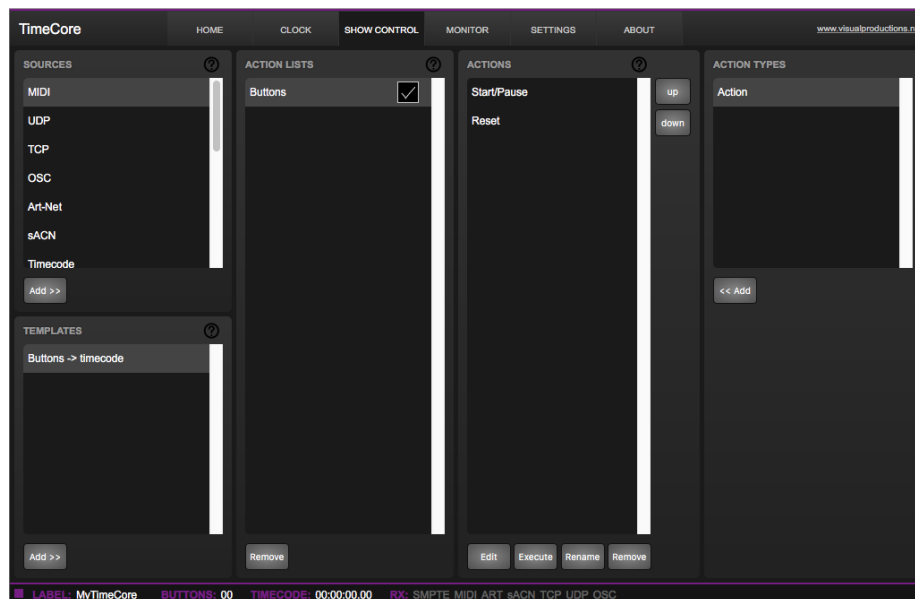 TimeCore HOME CLOCK SHOW CONTROL MONITOR SETTINGS ABOUT www.visualproductions.n
SOURCES ?
MIDI
UDP
TCP
OSC
Art-Net
sACN
Timecode
Add >>
TEMPLATES ?
Buttons -> timecode
Add >>
ACTION LISTS ?
Buttons
Remove
ACTIONS ?
Start/Pause
Reset
up
down
Edit Execute Rename Remove
ACTION TYPES
Action
<< Add
LABEL: MyTimeCore BUTTONS: 00 TIMECODE: 00:00:00.00 RX: SMPTE MIDI ART sACN TCP UDP OSC